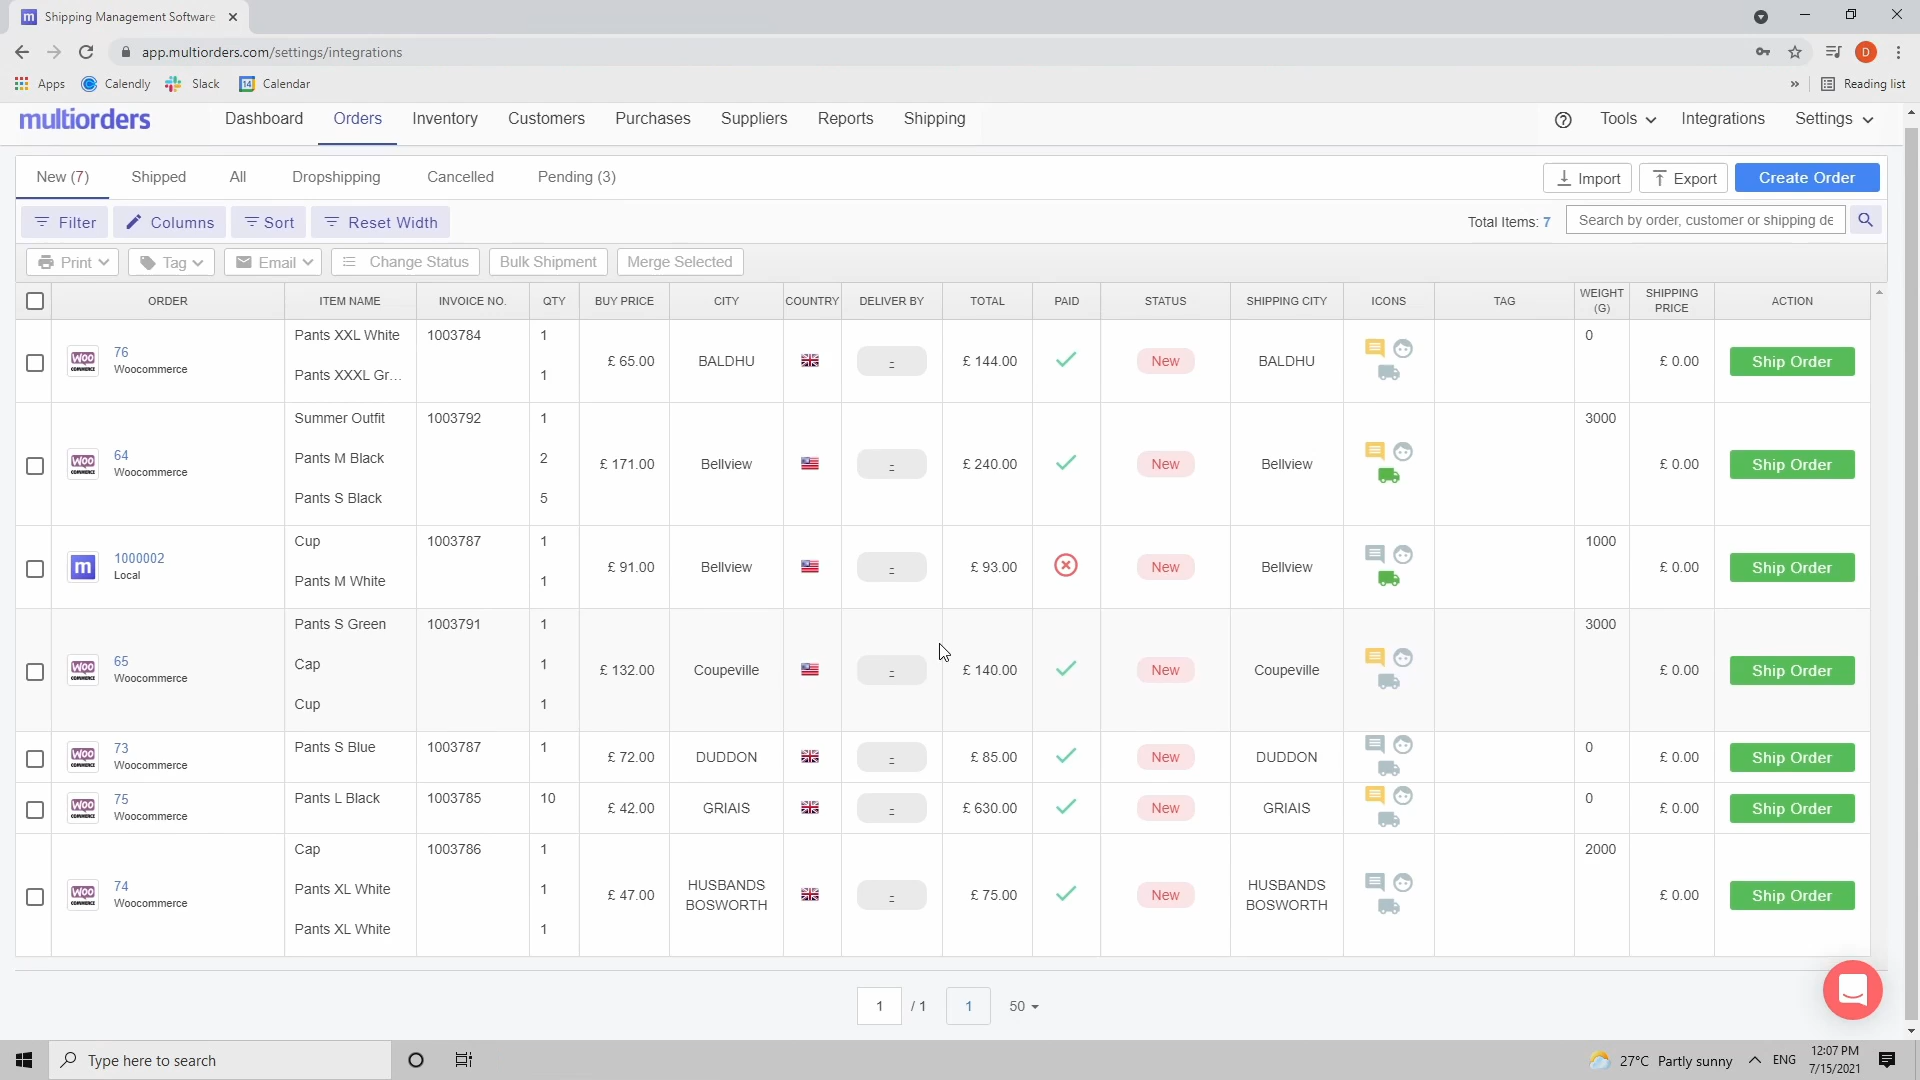 Shipping Management Software
app.multiorders.com/settings/integrations
D
Apps
Calendly
Slack
14
Calendar
Reading list
multiorders
Dashboard
Orders
Inventory
Customers
Purchases
Suppliers
Reports
Shipping
Tools
Integrations
Settings
New (7)
Shipped
All
Dropshipping
Cancelled
Pending (3)
Import
Export
Create Order
Filter
Columns
Sort
Reset Width
Total Items: 7
Search by order, customer or shipping de
Print
Tag
Email
Change Status
Bulk Shipment
Merge Selected
ORDER
ITEM NAME
INVOICE NO.
QTY
BUY PRICE
CITY
COUNTRY
DELIVER BY
TOTAL
PAID
STATUS
SHIPPING CITY
ICONS
TAG
WEIGHT (G)
SHIPPING PRICE
ACTION
WOO COMMERCE
76
Woocommerce
Pants XXL White
Pants XXXL Gr...
1003784
1
1
£ 65.00
BALDHU
-
£ 144.00
New
BALDHU
0
£ 0.00
Ship Order
WOO COMMERCE
64
Woocommerce
Summer Outfit
Pants M Black
Pants S Black
1003792
1
2
5
£ 171.00
Bellview
-
£ 240.00
New
Bellview
3000
£ 0.00
Ship Order
m
1000002
Local
Cup
Pants M White
1003787
1
1
£ 91.00
Bellview
-
£ 93.00
New
Bellview
1000
£ 0.00
Ship Order
WOO COMMERCE
65
Woocommerce
Pants S Green
Cap
Cup
1003791
1
1
1
£ 132.00
Coupeville
-
£ 140.00
New
Coupeville
3000
£ 0.00
Ship Order
WOO COMMERCE
73
Woocommerce
Pants S Blue
1003787
1
£ 72.00
DUDDON
-
£ 85.00
New
DUDDON
0
£ 0.00
Ship Order
WOO COMMERCE
75
Woocommerce
Pants L Black
1003785
10
£ 42.00
GRIAIS
-
£ 630.00
New
GRIAIS
0
£ 0.00
Ship Order
WOO COMMERCE
74
Woocommerce
Cap
Pants XL White
Pants XL White
1003786
1
1
1
£ 47.00
HUSBANDS
BOSWORTH
-
£ 75.00
New
HUSBANDS
BOSWORTH
2000
£ 0.00
Ship Order
1 / 1
1
50
Type here to search
27°C Partly sunny
ENG
12:07 PM
7/15/2021